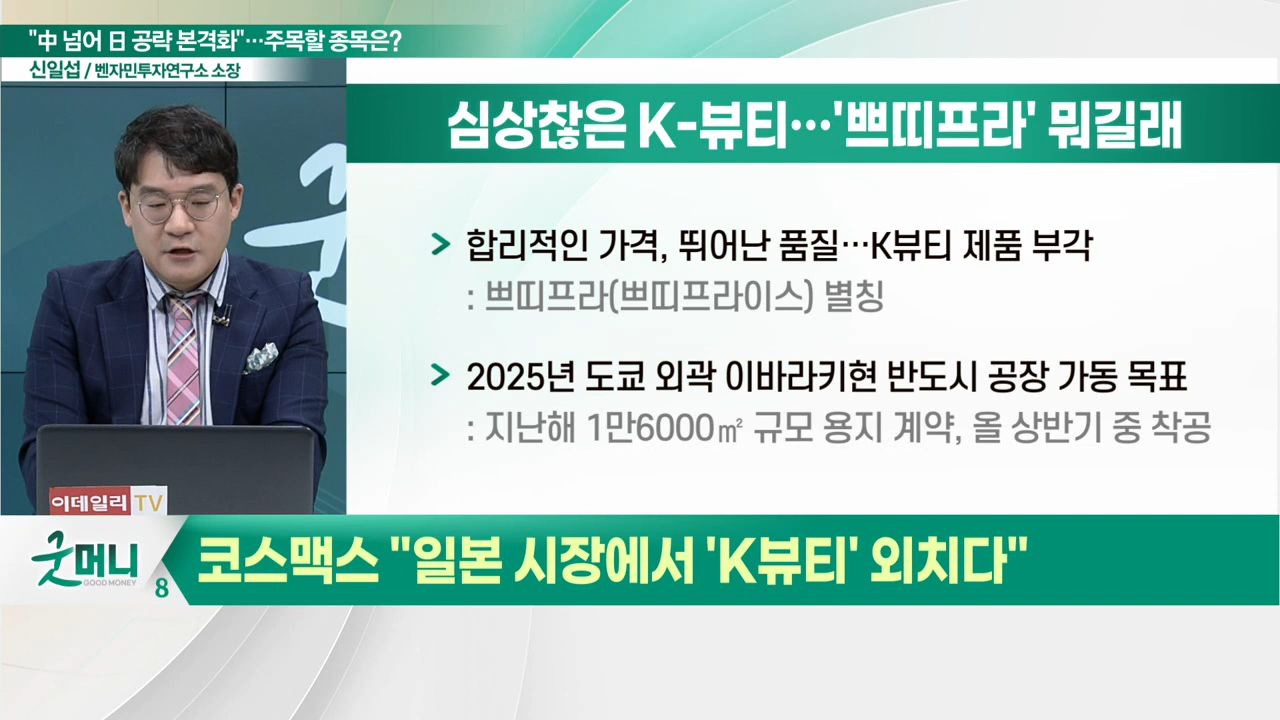 "中 넘어 日 공략 본격화"…주목할 종목은?
신일섭 / 벤자민투자연구소 소장
심상찮은 K-뷰티…'쁘띠프라' 뭐길래
> 합리적인 가격, 뛰어난 품질…K뷰티 제품 부각
: 쁘띠프라(쁘띠프라이스) 별칭
> 2025년 도쿄 외곽 이바라키현 반도시 공장 가동 목표
: 지난해 1만6000㎡ 규모 용지 계약, 올 상반기 중 착공
이데일리 TV
굿머니
GOOD MONEY
8
코스맥스 "일본 시장에서 'K뷰티' 외치다"